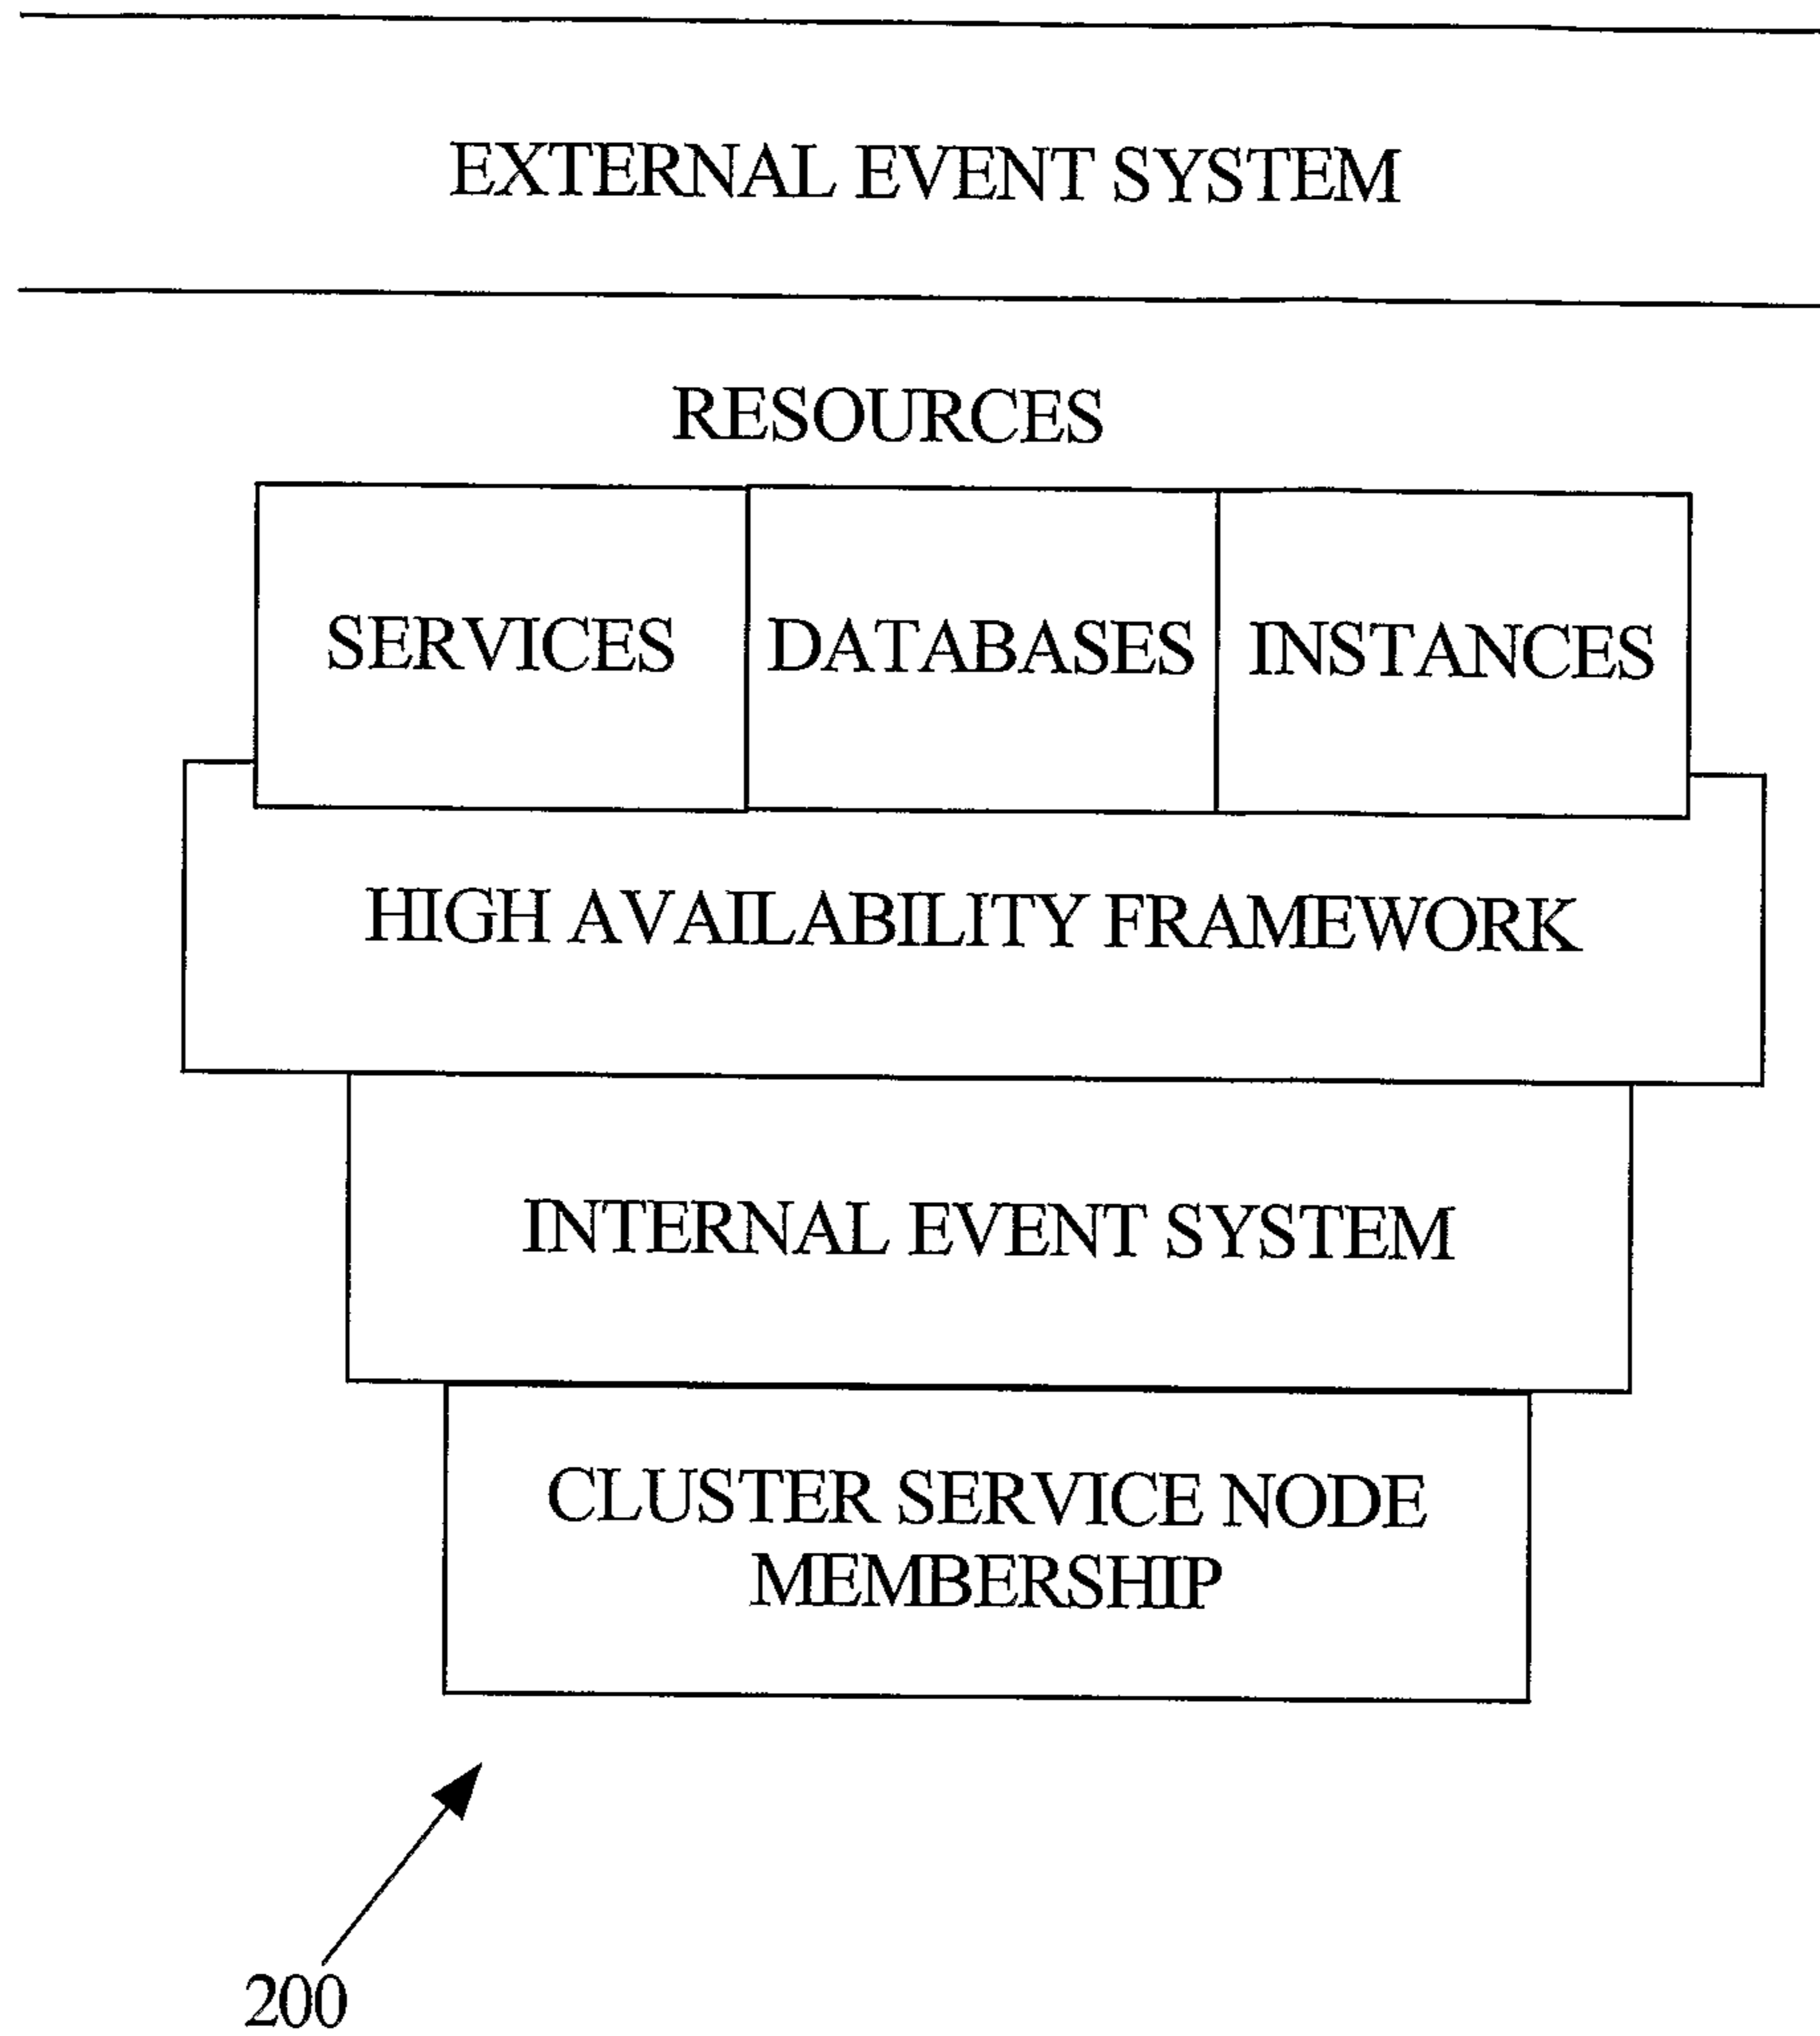 EXTERNAL EVENT SYSTEM
RESOURCES
SERVICES
DATABASES
INSTANCES
HIGH AVAILABILITY FRAMEWORK
INTERNAL EVENT SYSTEM
CLUSTER SERVICE NODE
MEMBERSHIP
200